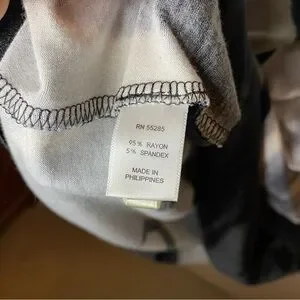 RN 55285
95% RAYON
5% SPANDEX
MADE IN
PHILIPPINES